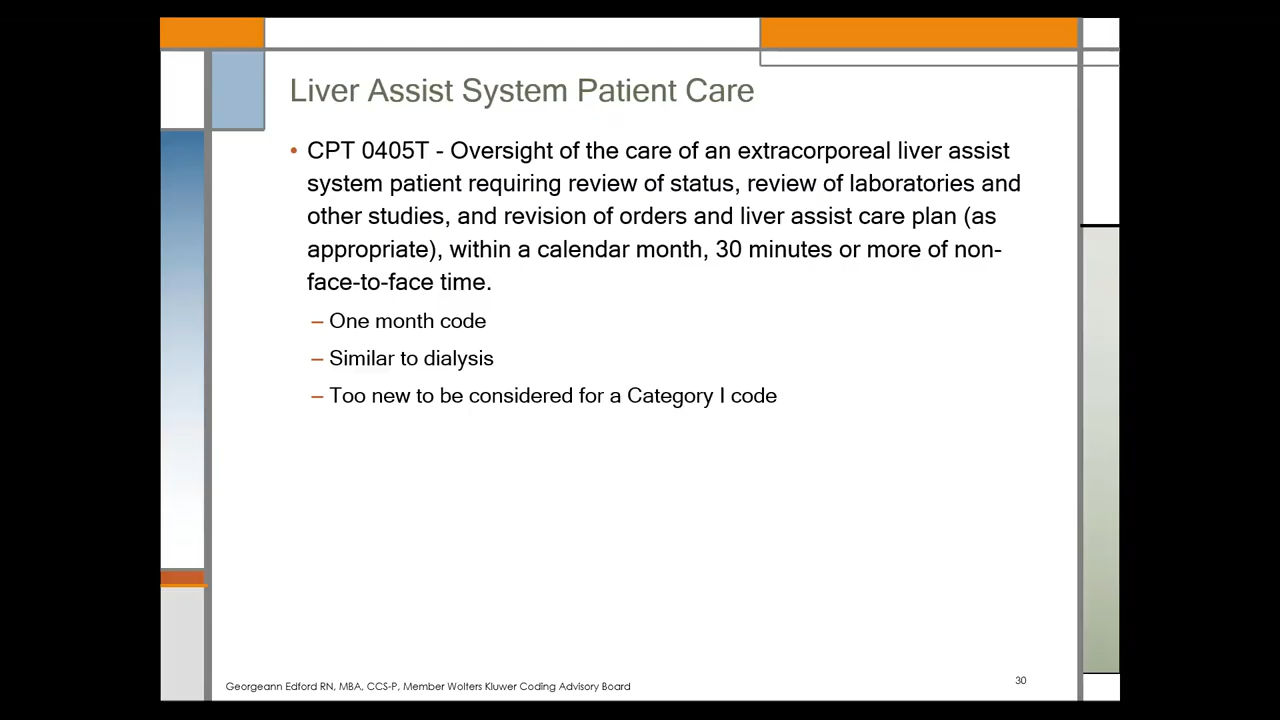 Liver Assist System Patient Care
• CPT 0405T - Oversight of the care of an extracorporeal liver assist
system patient requiring review of status, review of laboratories and
other studies, and revision of orders and liver assist care plan (as
appropriate), within a calendar month, 30 minutes or more of non-
face-to-face time.
– One month code
– Similar to dialysis
– Too new to be considered for a Category I code
Georgeann Edford RN, MBA, CCS-P, Member Wolters Kluwer Coding Advisory Board
30